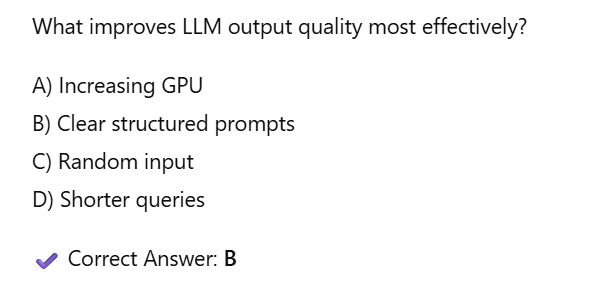 What improves LLM output quality most effectively?
A) Increasing GPU
B) Clear structured prompts
C) Random input
D) Shorter queries
Correct Answer: B